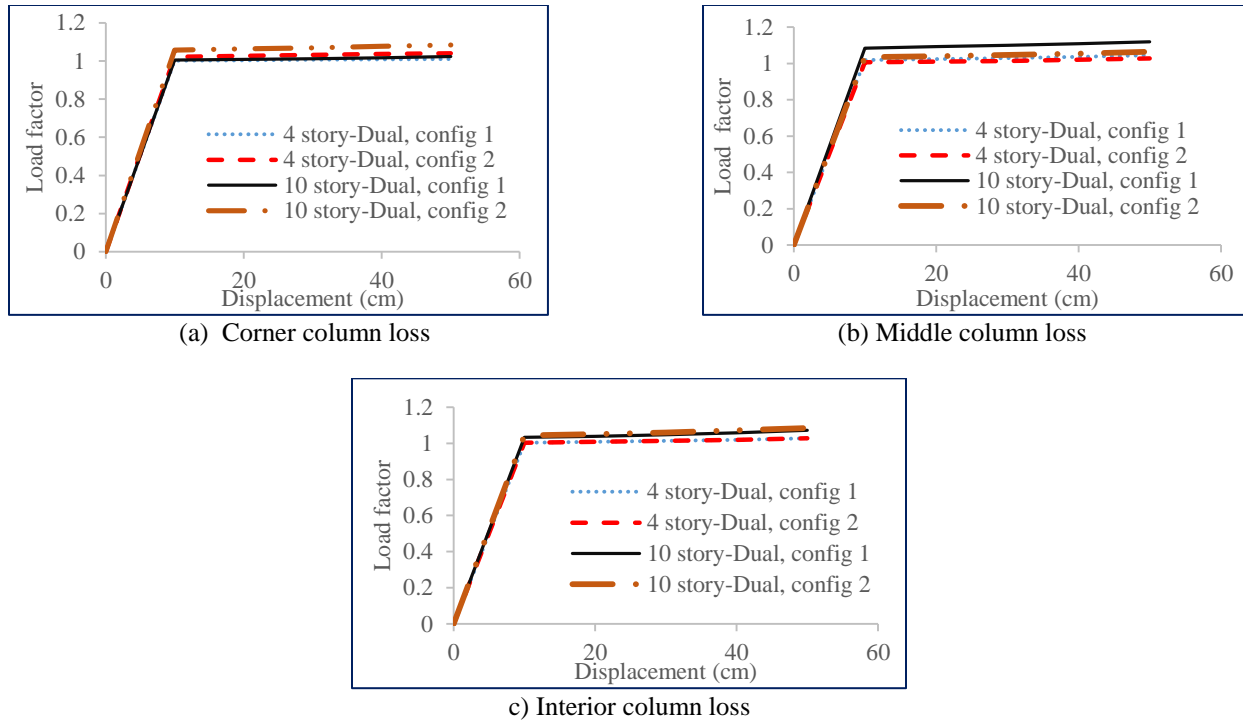 1.2
1
0.8
0.6
0.4
0.2
0
Load factor
4 story-Dual, config 1
4 story-Dual, config 2
10 story-Dual, config 1
10 story-Dual, config 2
0 20 40 60
Displacement (cm)
(a) Corner column loss
1.2
1
0.8
0.6
0.4
0.2
0
Load factor
4 story-Dual, config 1
4 story-Dual, config 2
10 story-Dual, config 1
10 story-Dual, config 2
0 20 40 60
Displacement (cm)
(b) Middle column loss
1.2
1
0.8
0.6
0.4
0.2
0
Load factor
4 story-Dual, config 1
4 story-Dual, config 2
10 story-Dual, config 1
10 story-Dual, config 2
0 20 40 60
Displacement (cm)
c) Interior column loss